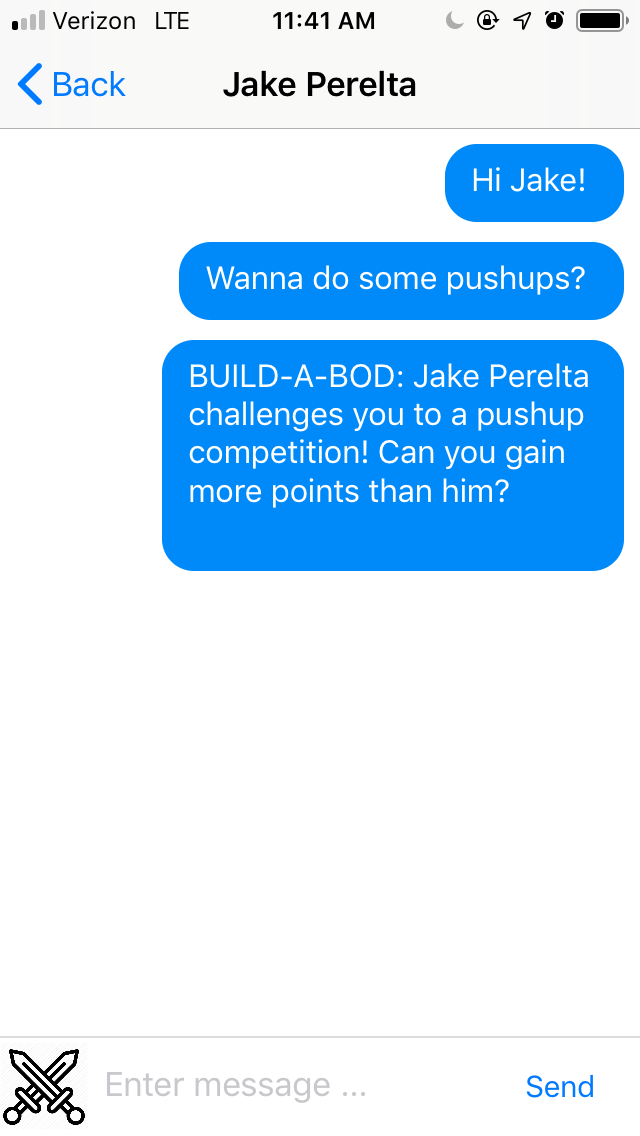 Verizon LTE 11:41 AM
Back Jake Perelta
Hi Jake!
Wanna do some pushups?
BUILD-A-BOD: Jake Perelta
challenges you to a pushup
competition! Can you gain
more points than him?
Enter message ... Send